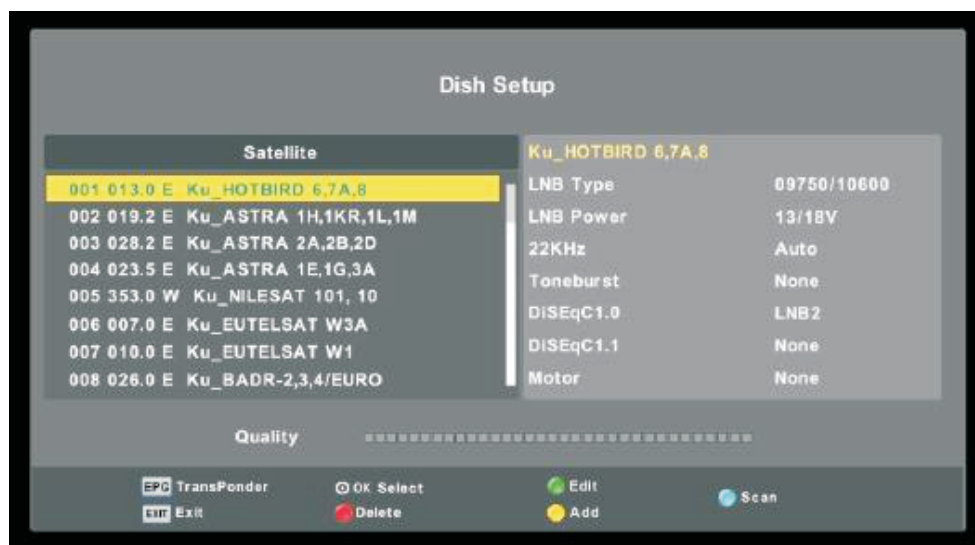 Dish Setup
Satellite
001 013.0 E Ku_HOTBIRD 6,7A,8
002 019.2 E Ku_ASTRA 1H,1KR,1L,1M
003 028.2 E Ku_ASTRA 2A,2B,2D
004 023.5 E Ku_ASTRA 1E,1G,3A
005 353.0 W Ku_NILESAT 101, 10
006 007.0 E Ku_EUTELSAT W3A
007 010.0 E Ku_EUTELSAT W1
008 026.0 E Ku_BADR-2,3,4/EURO
Ku_HOTBIRD 6,7A,8
LNB Type 09750/10600
LNB Power 13/18V
22KHz Auto
Toneburst None
DiSEqC1.0 LNB2
DiSEqC1.1 None
Motor None
Quality
EPG TransPonder OK Select Edit Scan
EXIT Exit Delete Add